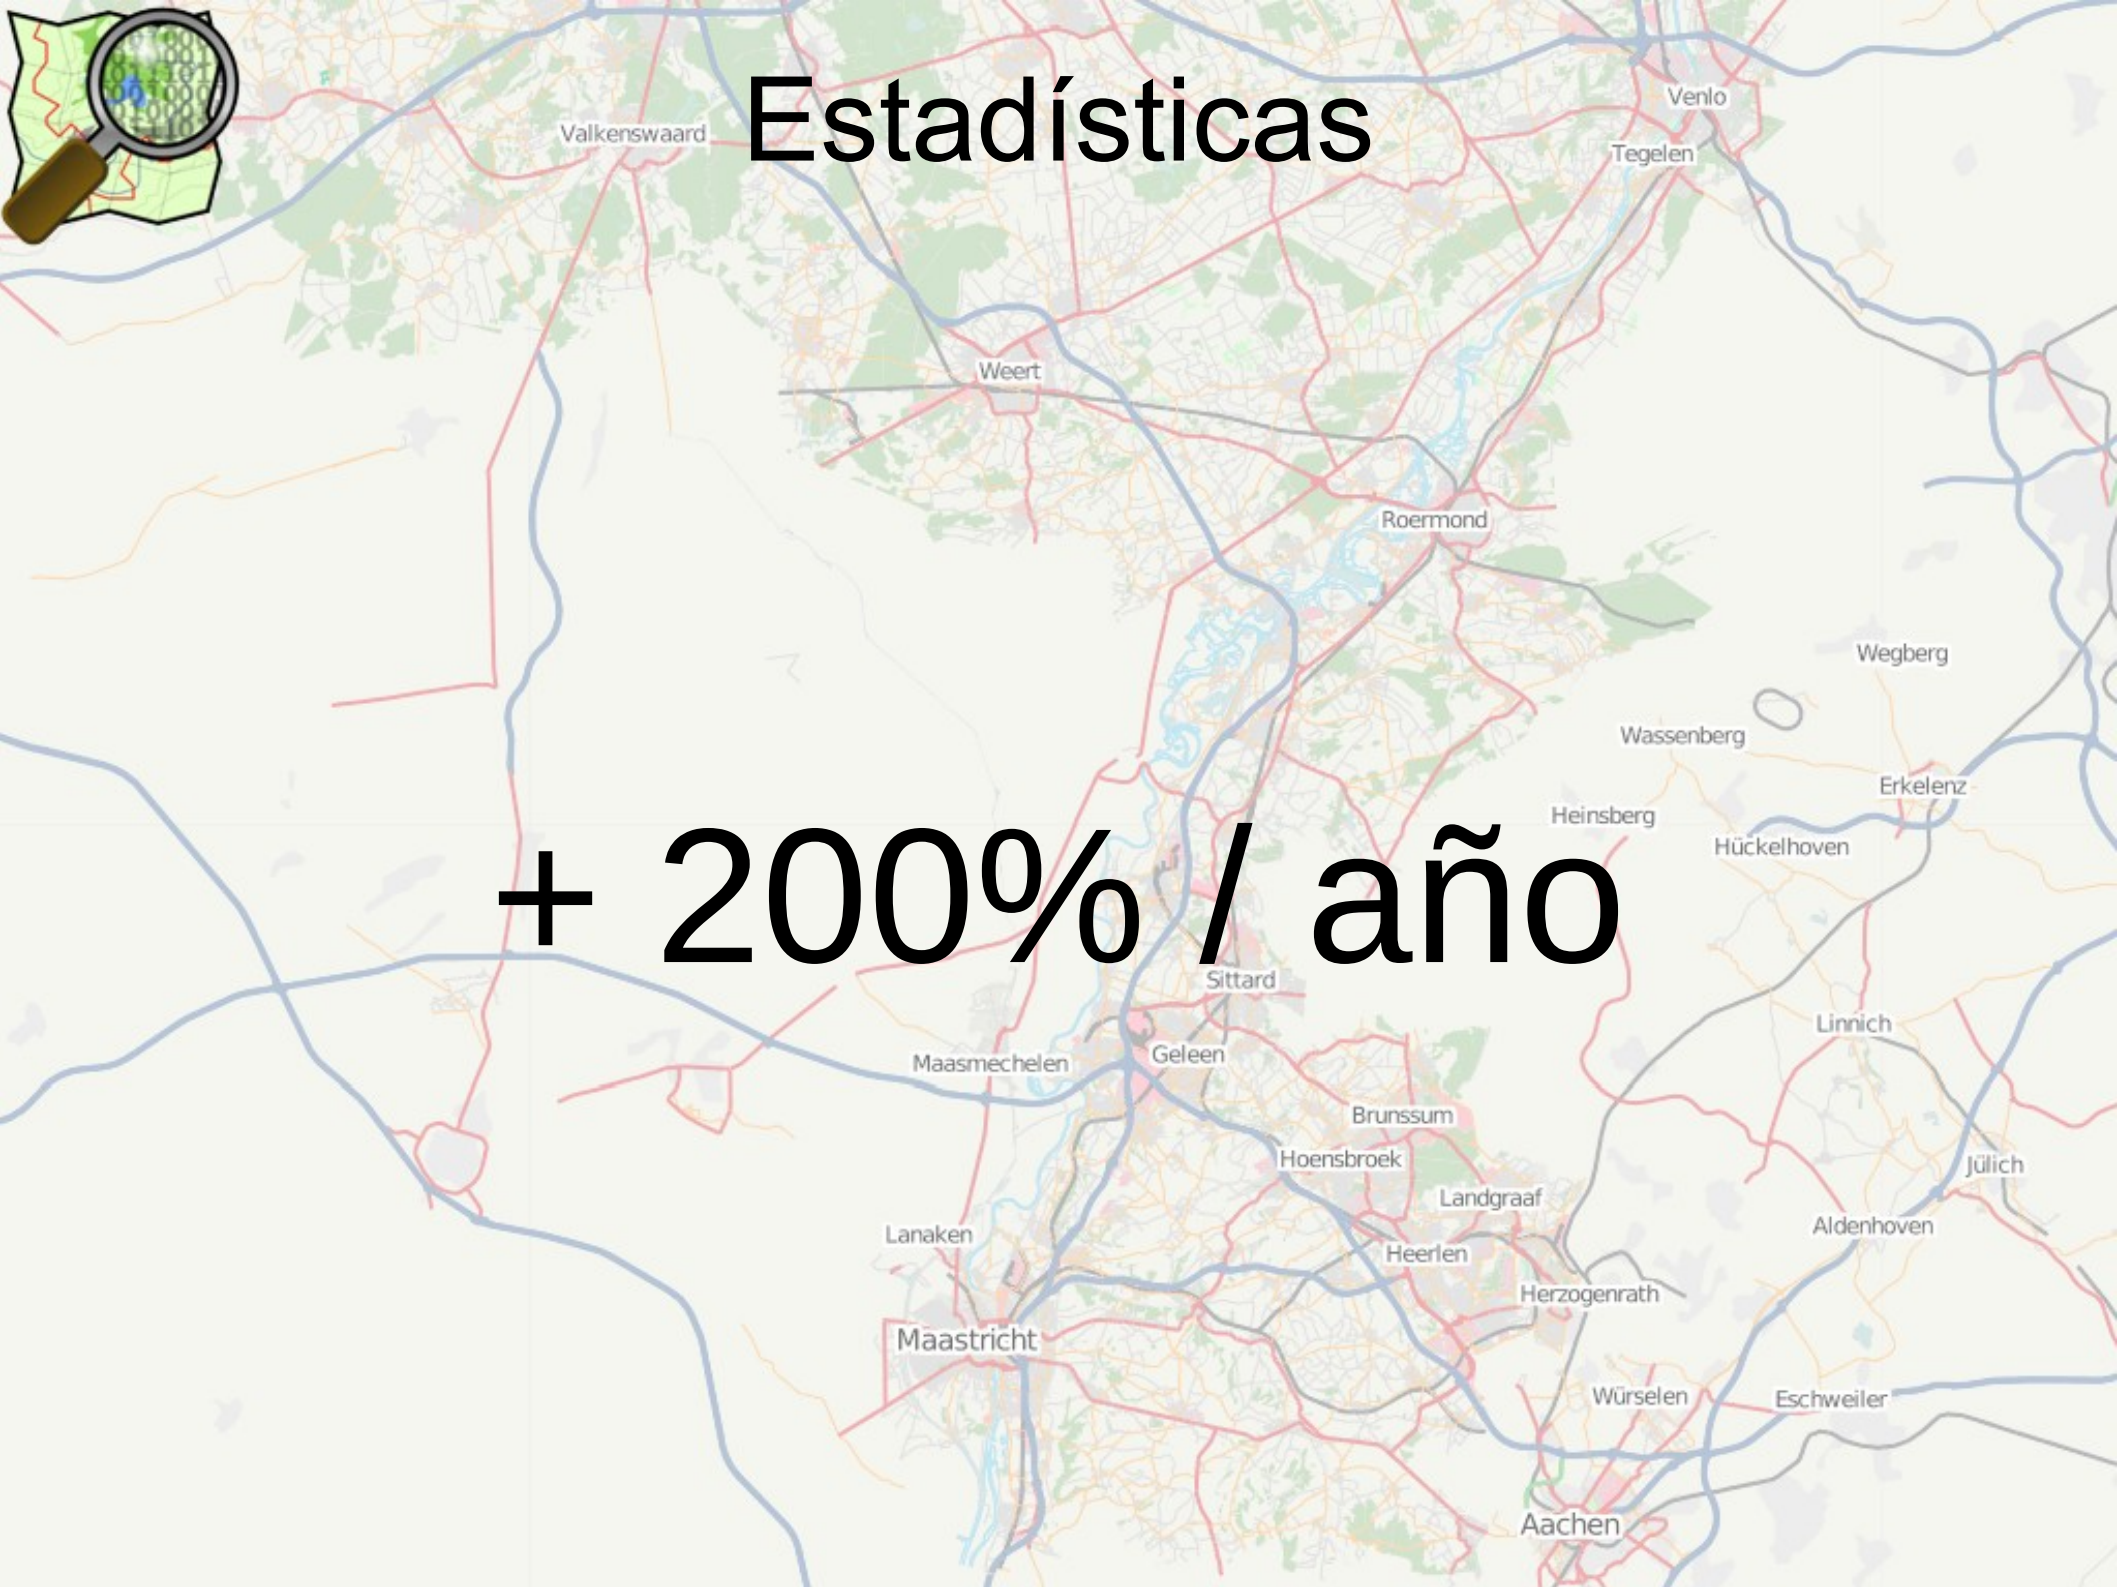 Estadísticas
Venlo
Valkenswaard
Tegelen
Weert
Roermond
Wegberg
Wassenberg
Erkelenz
Heinsberg
Hückelhoven
+ 200% / año
Sittard
Linnich
Geleen
Maasmechelen
Brunssum
Hoensbroek
Jülich
Landgraaf
Aldenhoven
Lanaken
Heerlen
Herzogenrath
Maastricht
Würselen
Eschweiler
Aachen